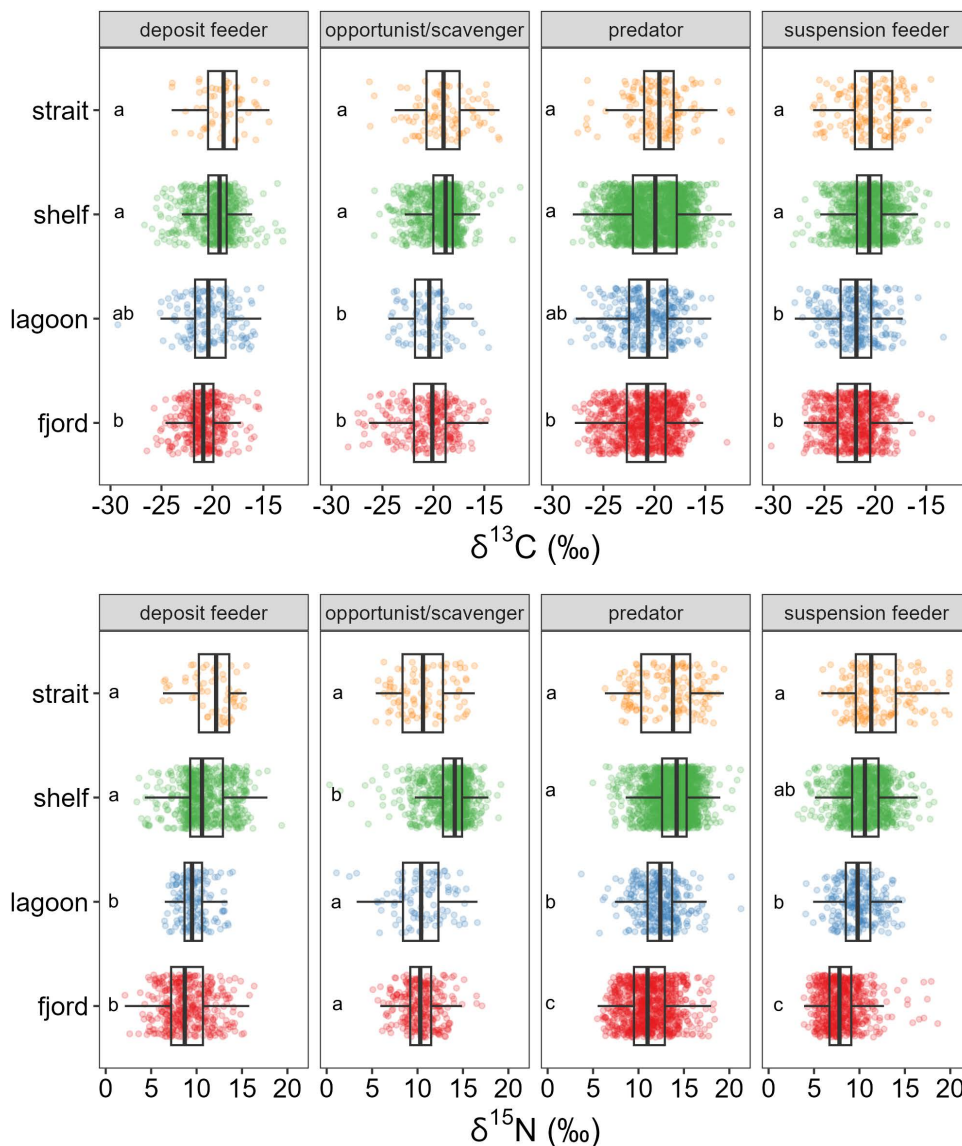 deposit feeder opportunist/scavenger predator suspension feeder
strait a a a a
shelf a a a a
lagoon ab b ab b
fjord b b b b
-30 -25 -20 -15 -30 -25 -20 -15 -30 -25 -20 -15 -30 -25 -20 -15
δ¹³C (‰)
deposit feeder opportunist/scavenger predator suspension feeder
strait a a a a
shelf a b a ab
lagoon b a b b
fjord b a c c
0 5 10 15 20 0 5 10 15 20 0 5 10 15 20 0 5 10 15 20
δ¹⁵N (‰)